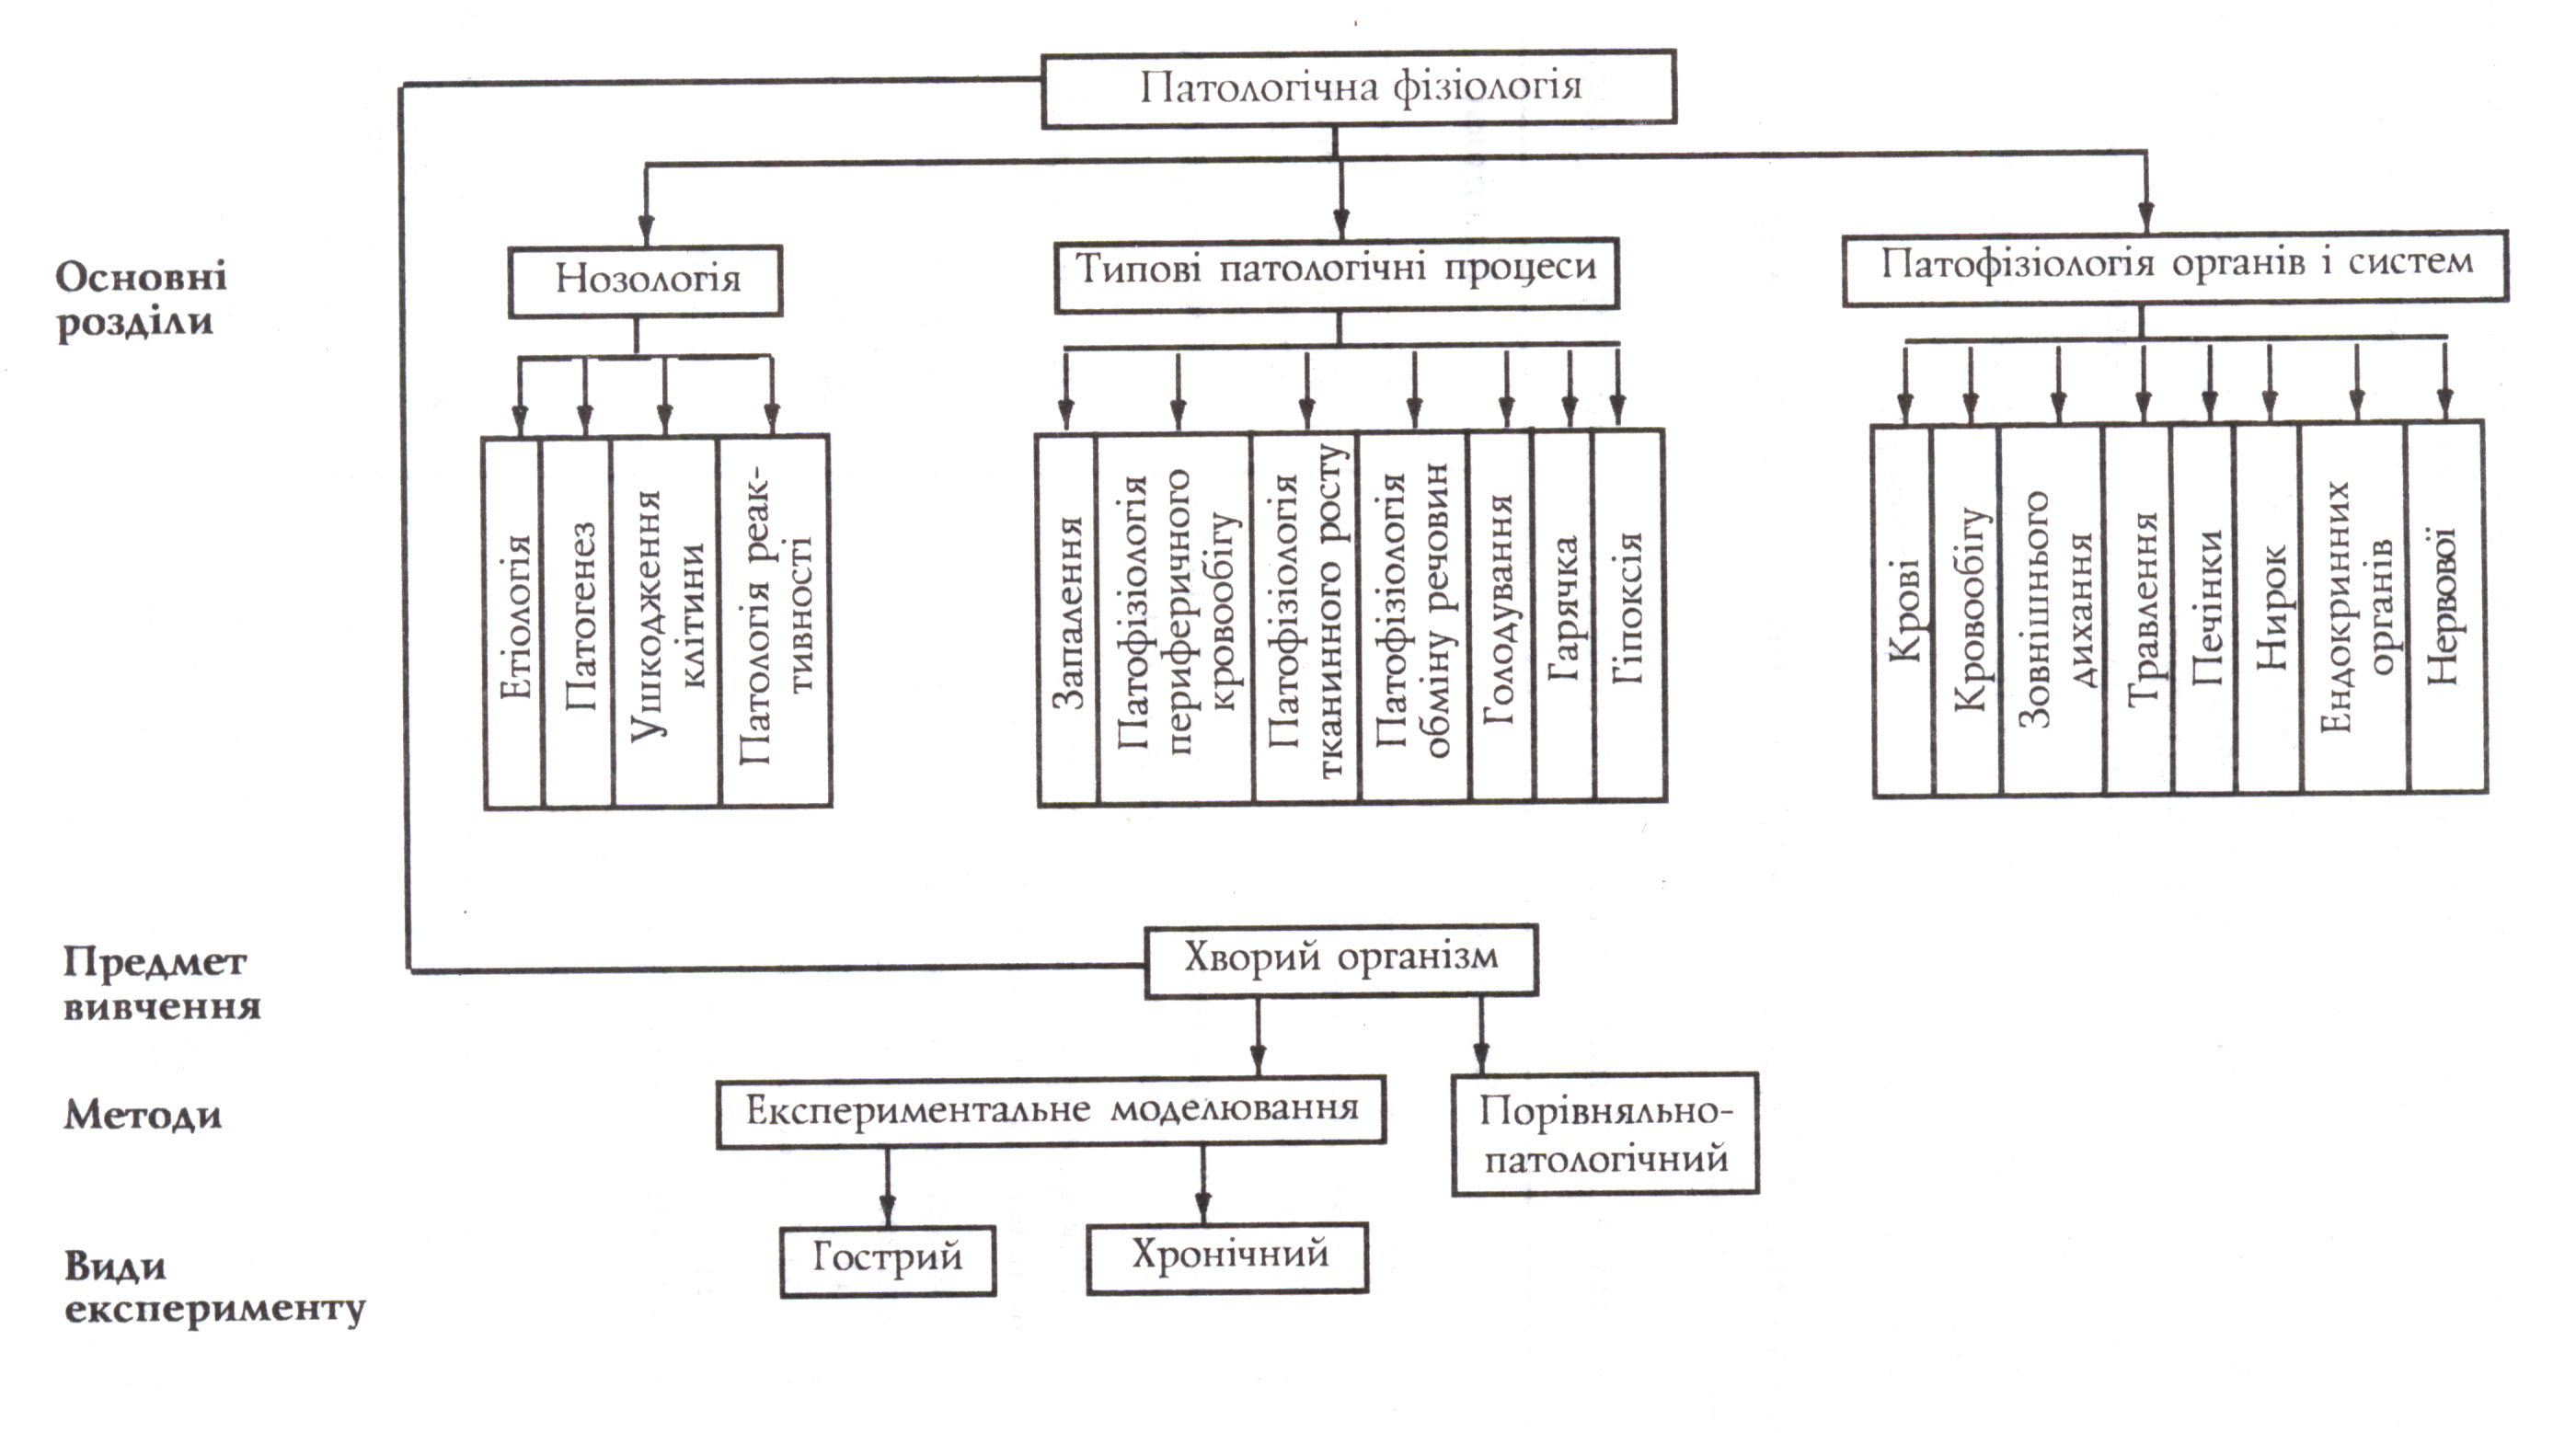 Патологічна фізіологія
Основні
розділи
Нозологія
Типові патологічні процеси
Патофізіологія органів і систем
Етіологія
Патогенез
Ушкодження
клітини
Патологія реак-
тивності
Запалення
Патофізіологія
периферичного
кровообігу
Патофізіологія
тканинного росту
Патофізіологія
обміну речовин
Голодування
Гарячка
Гіпоксія
Крові
Кровообігу
Зовнішнього
дихання
Травлення
Печінки
Нирок
Ендокринних
органів
Нервової
Предмет
вивчення
Хворий організм
Методи
Експериментальне моделювання
Порівняльно-
патологічний
Види
експерименту
Гострий
Хронічний